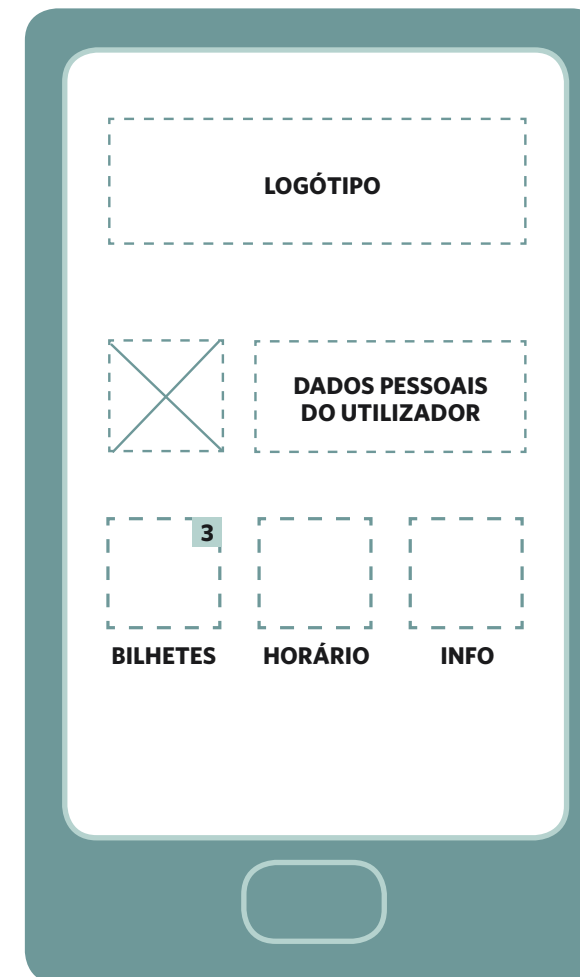 LOGÓTIPO
DADOS PESSOAIS
DO UTILIZADOR
3
BILHETES
HORÁRIO
INFO